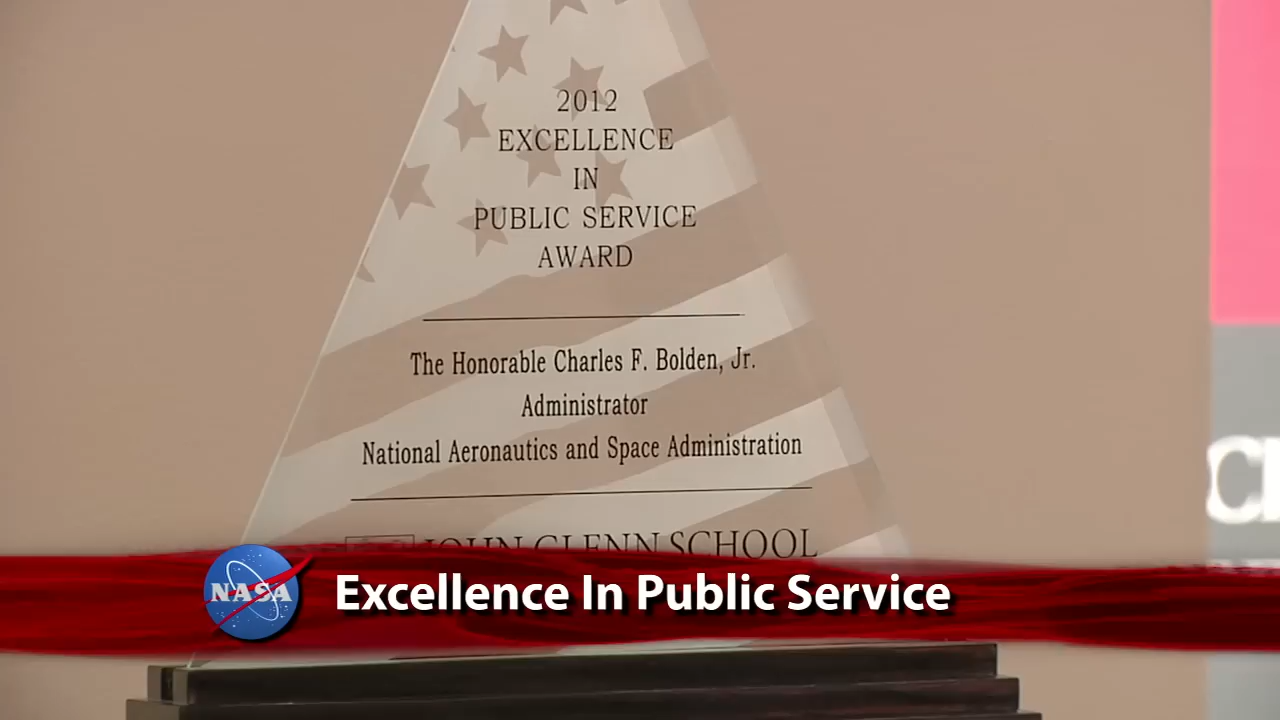 2012
EXCELLENCE
IN
PUBLIC SERVICE
AWARD
The Honorable Charles F. Bolden, Jr.
Administrator
National Aeronautics and Space Administration
JOHN GLENN SCHOOL
NASA
Excellence In Public Service